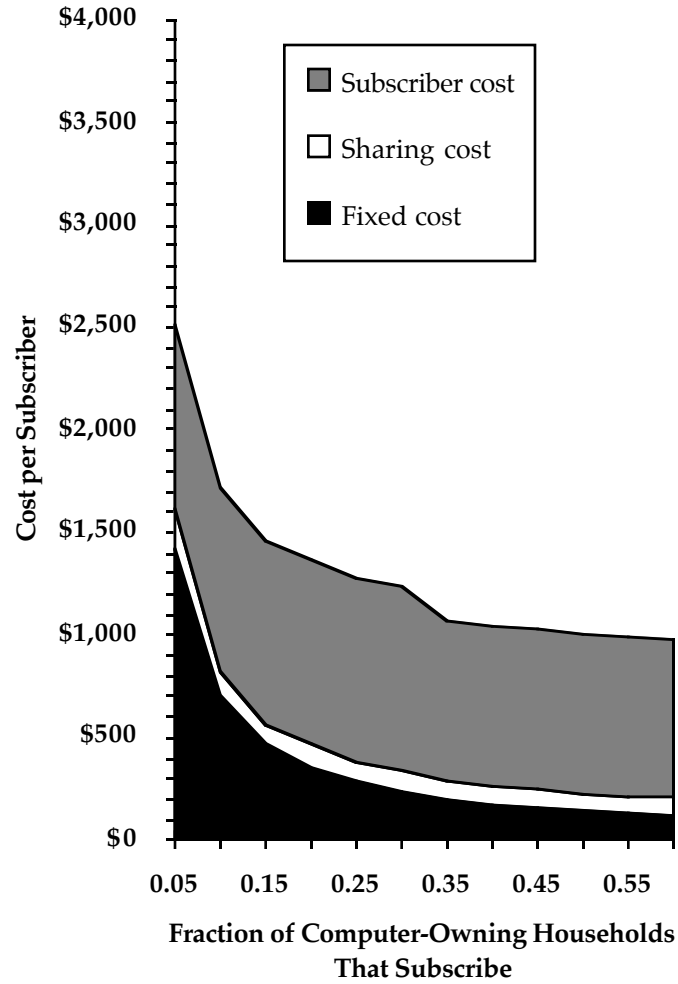 $4,000
$3,500
$3,000
$2,500
$2,000
$1,500
$1,000
$500
$0
Cost per Subscriber
Subscriber cost
Sharing cost
Fixed cost
0.05 0.15 0.25 0.35 0.45 0.55
Fraction of Computer-Owning Households
That Subscribe